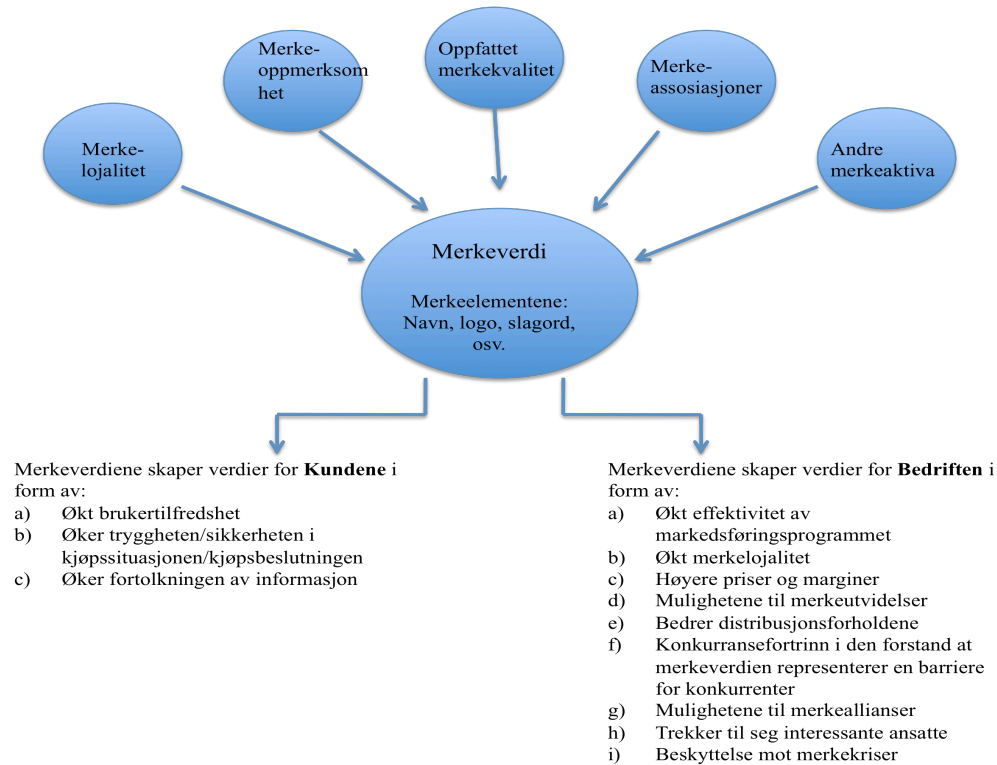 Merke-
lojalitet
Merke-
oppmerksom
het
Oppfattet
merkekvalitet
Merke-
assosiasjoner
Andre
merkeaktiva
Merkeverdi
Merkeelementene:
Navn, logo, slagord,
osv.
Merkeverdiene skaper verdier for Kundene i
form av:
a) Økt brukertilfredshet
b) Øker tryggheten/sikkerheten i
kjøpssituasjonen/kjøpsbeslutningen
c) Øker fortolkningen av informasjon
Merkeverdiene skaper verdier for Bedriften i
form av:
a) Økt effektivitet av
markedsføringsprogrammet
b) Økt merkelojalitet
c) Høyere priser og marginer
d) Mulighetene til merkeutvidelser
e) Bedrer distribusjonsforholdene
f) Konkurransefortrinn i den forstand at
merkeverdien representerer en barriere
for konkurrenter
g) Mulighetene til merkeallianser
h) Trekker til seg interessante ansatte
i) Beskyttelse mot merkekriser